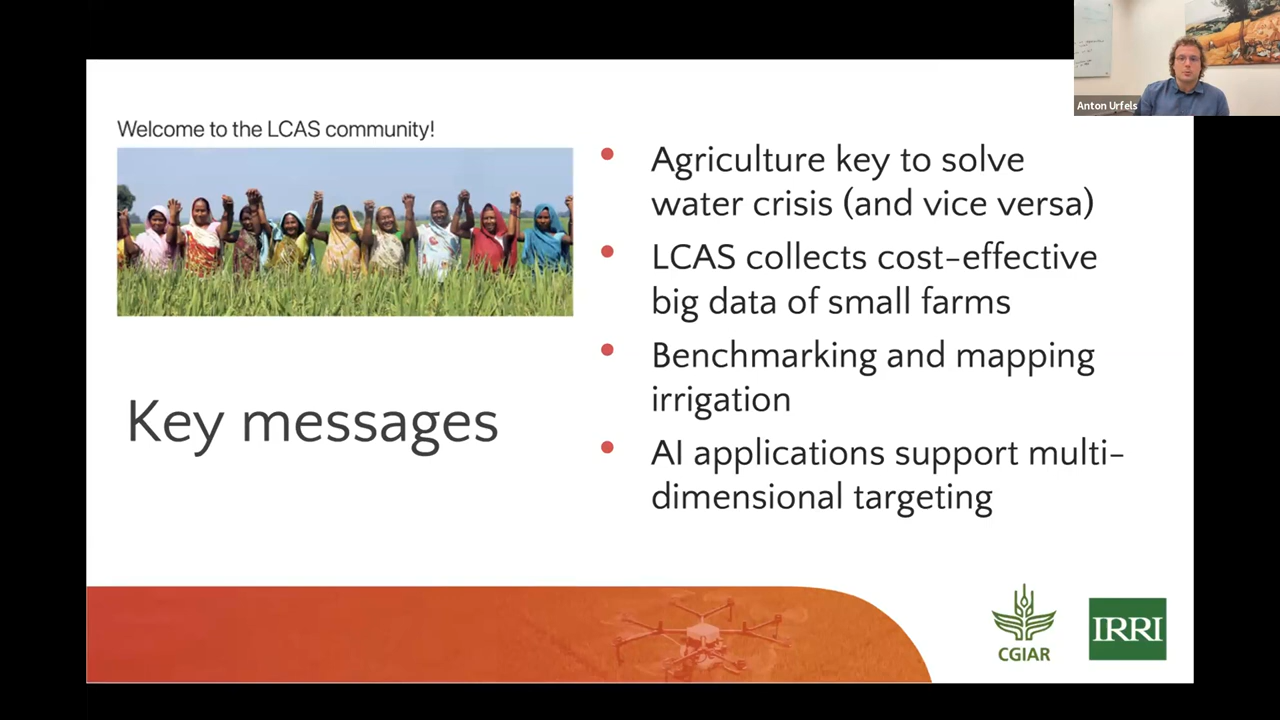 Anton Urfels
Welcome to the LCAS community!
Key messages
• Agriculture key to solve
water crisis (and vice versa)
• LCAS collects cost-effective
big data of small farms
• Benchmarking and mapping
irrigation
• AI applications support multi-
dimensional targeting
CGIAR
IRRI